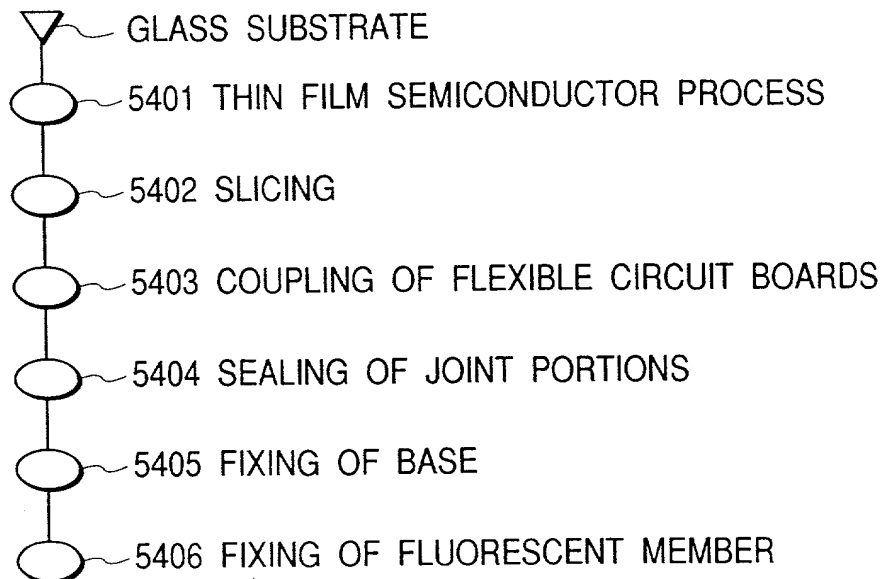 GLASS SUBSTRATE
5401 THIN FILM SEMICONDUCTOR PROCESS
5402 SLICING
5403 COUPLING OF FLEXIBLE CIRCUIT BOARDS
5404 SEALING OF JOINT PORTIONS
5405 FIXING OF BASE
5406 FIXING OF FLUORESCENT MEMBER